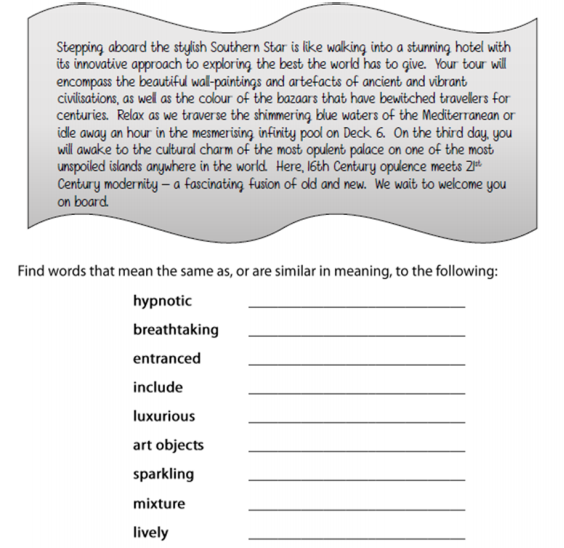 Stepping aboard the stylish Southern Star is like walking into a stunning hotel with
its innovative approach to exploring the best the world has to give. Your tour will
encompass the beautiful wall-paintings and artefacts of ancient and vibrant
civilisations, as well as the colour of the bazaars that have bewitched travellers for
centuries. Relax as we traverse the shimmering blue waters of the Mediterranean or
idle away an hour in the mesmerising infinity pool on Deck 6. On the third day, you
will awake to the cultural charm of the most opulent palace on one of the most
unspoiled islands anywhere in the world. Here, 16th Century opulence meets 21st
Century modernity – a fascinating fusion of old and new. We wait to welcome you
on board.
Find words that mean the same as, or are similar in meaning, to the following:
hypnotic
breathtaking
entranced
include
luxurious
art objects
sparkling
mixture
lively